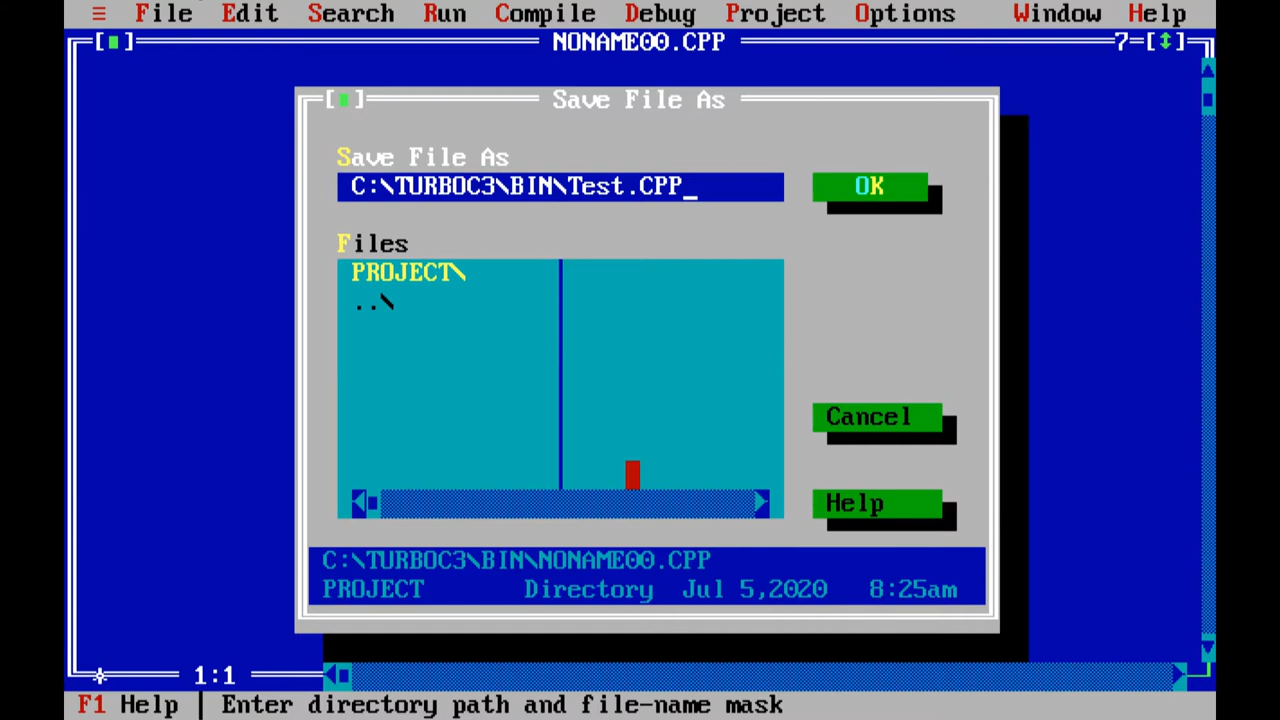 ≡ File Edit Search Run Compile Debug Project Options Window Help
[■] NONAME00.CPP 7=[↕]
[■] Save File As
Save File As
C:\TURBOC3\BIN\Test.CPP_ OK
Files
PROJECT\
..\
Cancel
Help
C:\TURBOC3\BIN\NONAME00.CPP
PROJECT Directory Jul 5,2020 8:25am
1:1
F1 Help │ Enter directory path and file-name mask